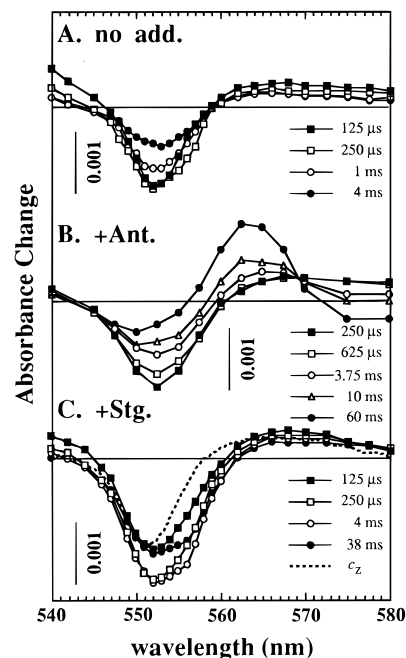 A. no add.
125 μs
250 μs
1 ms
4 ms
0.001
B. +Ant.
250 μs
625 μs
3.75 ms
10 ms
60 ms
0.001
C. +Stg.
125 μs
250 μs
4 ms
38 ms
cz
0.001
Absorbance Change
540 550 560 570 580
wavelength (nm)